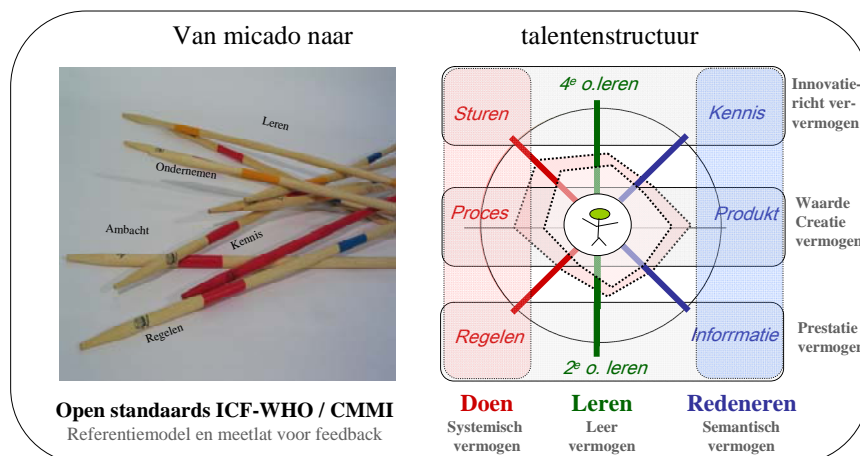 Van micado naar
talentenstructuur
Leren
Ondernemen
Ambacht
Kennis
Regelen
Open standaards ICF-WHO / CMMI
Referentiemodel en meetlat voor feedback
4e o.leren
Sturen
Kennis
Innovatie-
richt ver-
vermogen
Proces
Produkt
Waarde
Creatie
vermogen
Regelen
Inforrmatie
Prestatie
vermogen
2e o. leren
Doen
Leren
Redeneren
Systemisch
vermogen
Leer
vermogen
Semantisch
vermogen